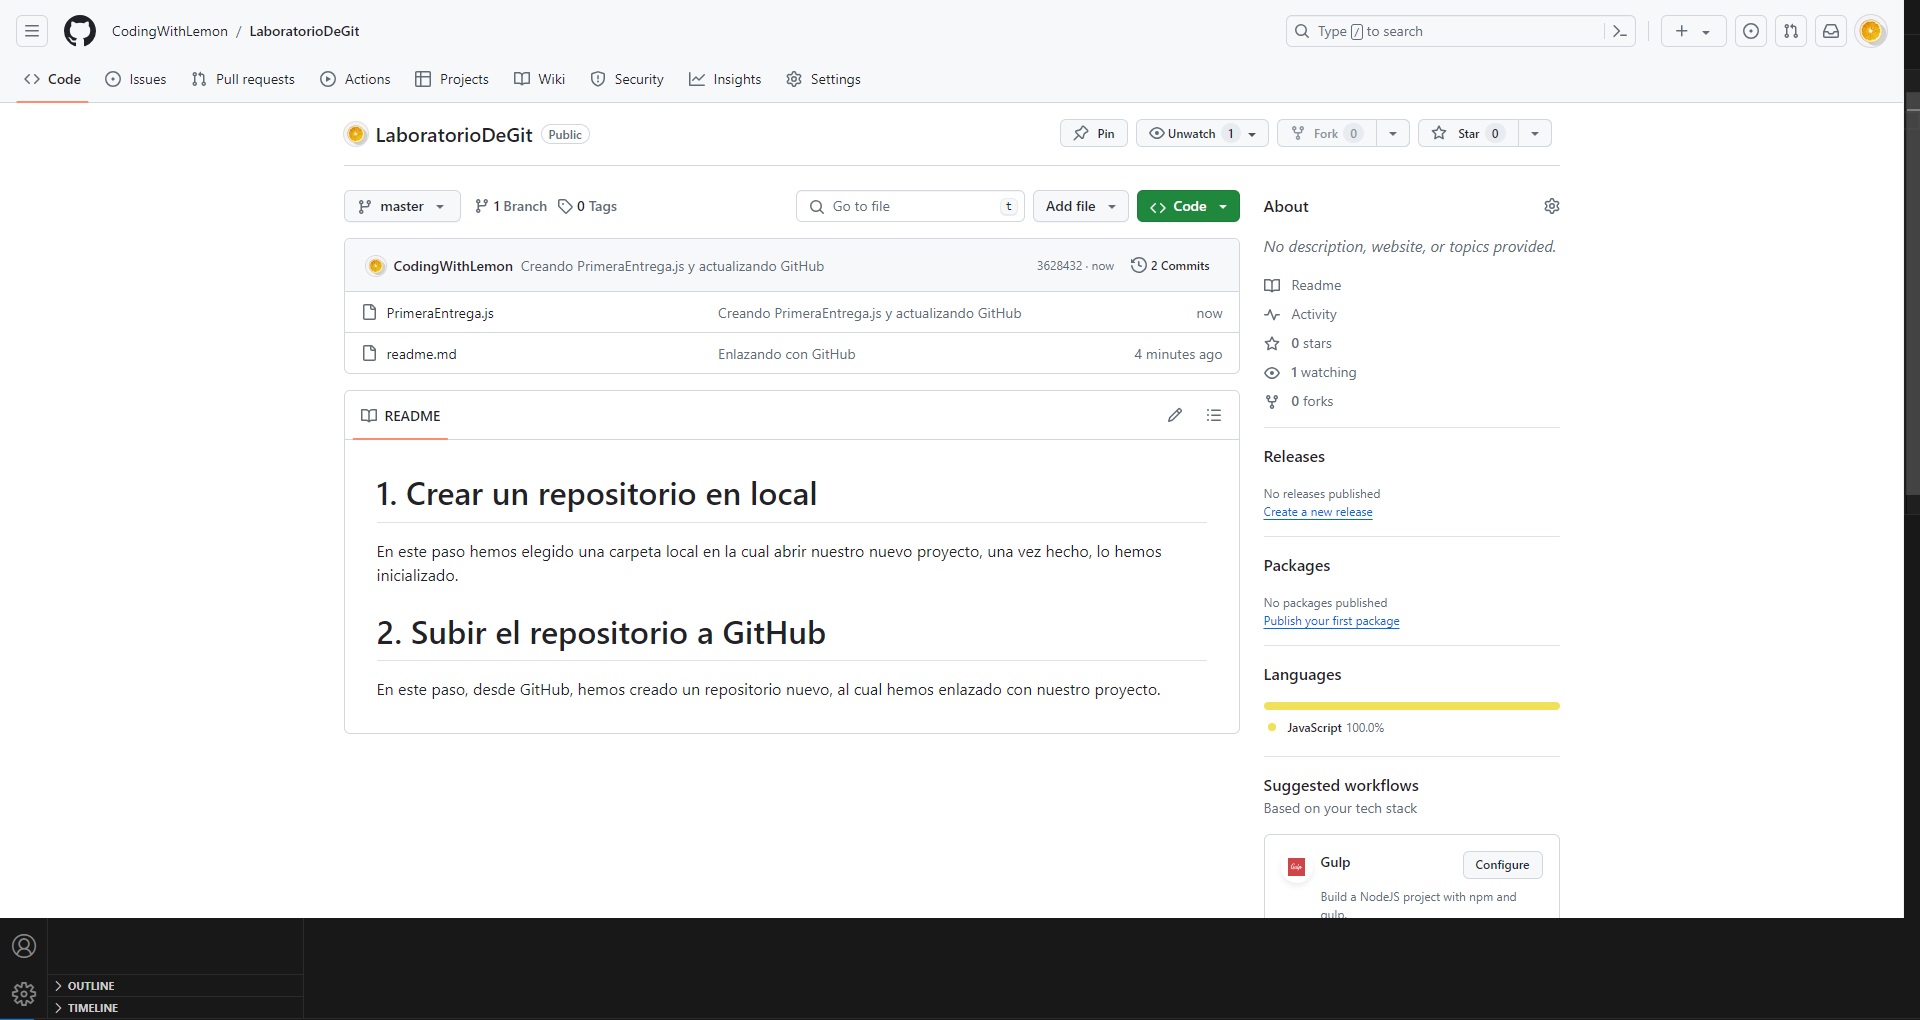 CodingWithLemon / LaboratorioDeGit
Type / to search
Code
Issues
Pull requests
Actions
Projects
Wiki
Security
Insights
Settings
LaboratorioDeGit Public
Pin
Unwatch 1
Fork 0
Star 0
master
1 Branch
0 Tags
Go to file t
Add file
Code
CodingWithLemon Creando PrimeraEntrega.js y actualizando GitHub 3628432 · now 2 Commits
PrimeraEntrega.js Creando PrimeraEntrega.js y actualizando GitHub now
readme.md Enlazando con GitHub 4 minutes ago
README
1. Crear un repositorio en local
En este paso hemos elegido una carpeta local en la cual abrir nuestro nuevo proyecto, una vez hecho, lo hemos
inicializado.
2. Subir el repositorio a GitHub
En este paso, desde GitHub, hemos creado un repositorio nuevo, al cual hemos enlazado con nuestro proyecto.
About
No description, website, or topics provided.
Readme
Activity
0 stars
1 watching
0 forks
Releases
No releases published
Create a new release
Packages
No packages published
Publish your first package
Languages
JavaScript 100.0%
Suggested workflows
Based on your tech stack
Gulp
Gulp
Configure
Build a NodeJS project with npm and
gulp.
OUTLINE
TIMELINE